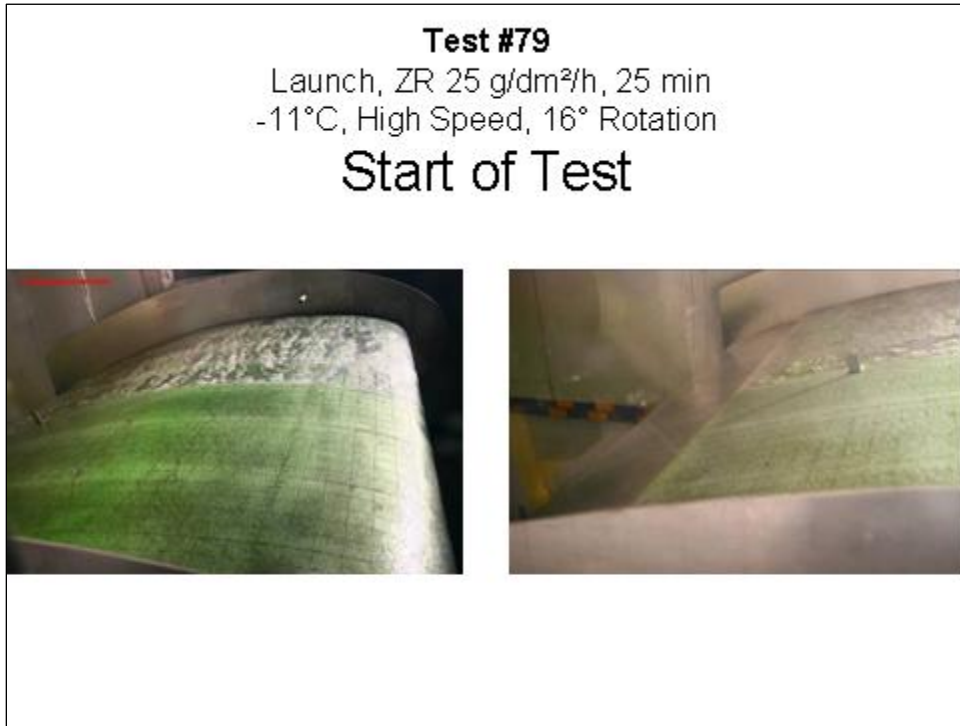 Test #79
Launch, ZR 25 g/dm²/h, 25 min
-11°C, High Speed, 16° Rotation
Start of Test